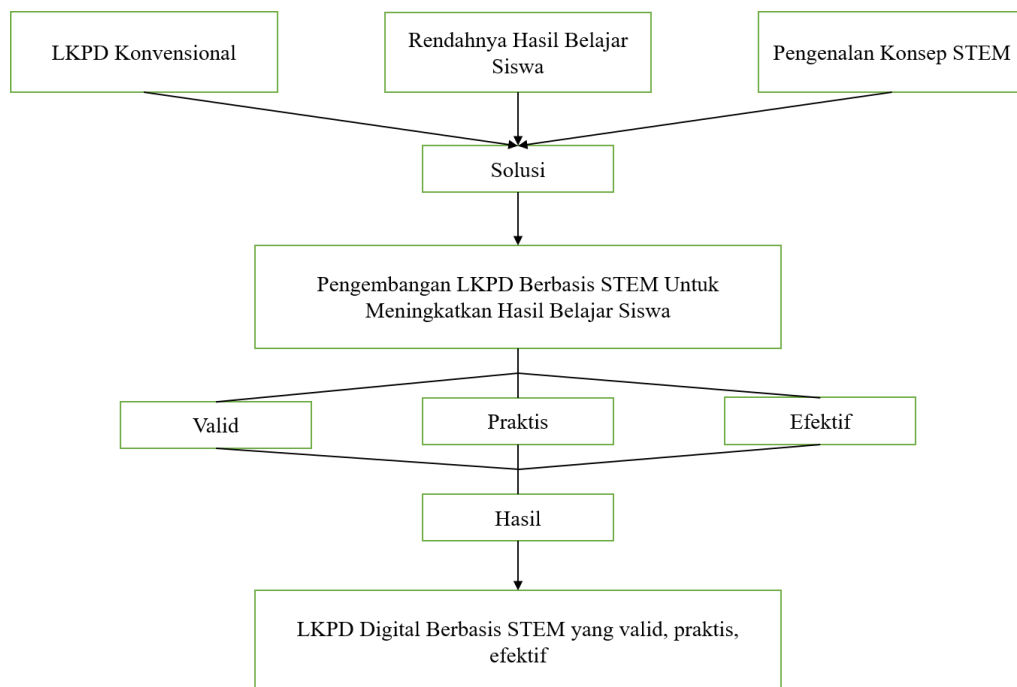 LKPD Konvensional
Rendahnya Hasil Belajar
Siswa
Pengenalan Konsep STEM
Solusi
Pengembangan LKPD Berbasis STEM Untuk
Meningkatkan Hasil Belajar Siswa
Valid
Praktis
Efektif
Hasil
LKPD Digital Berbasis STEM yang valid, praktis,
efektif